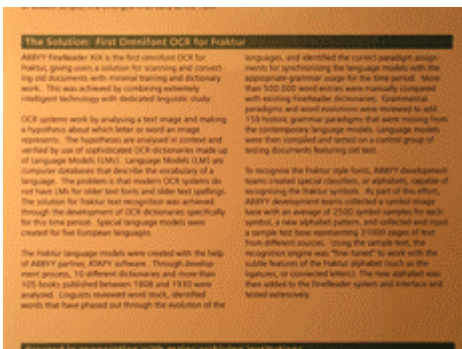 The Solution: First Omnifont OCR for Fraktur
ABBYY FineReader XIX is the first omnifont OCR for
Fraktur, giving users a solution for scanning and convert-
ing old documents with minimal training and dictionary
work. This was achieved by combining extremely
intelligent technology with dedicated linguistic study.
OCR systems work by analysing a text image and making
a hypothesis about which letter or word an image
represents. The hypotheses are analysed in context and
verified by use of sophisticated OCR dictionaries made up
of Language Models (LMs). Language Models (LM) are
computer databases that describe the vocabulary of a
language. The problem is that modern OCR systems do
not have LMs for older text fonts and older text spellings.
The solution for Fraktur text recognition was achieved
through the development of OCR dictionaries specifically
for this time period. Special language models were
created for five European languages.
The Fraktur language models were created with the help
of ABBYY partner, ATAPY software. Through develop-
ment process, 10 different dictionaries and more than
105 books published between 1808 and 1930 were
analysed. Linguists reviewed word stock, identified
words that have phased out through the evolution of the
languages, and identified the correct paradigm assign-
ments for synchronising the language models with the
appropriate grammar usage for the time period. More
than 500 000 word entries were manually compared
with existing FineReader dictionaries. Grammatical
paradigms and word evolutions were reviewed to add
159 historic grammar paradigms that were missing from
the contemporary language models. Language models
were then compiled and tested on a control group of
testing documents featuring old text.
To recognise the Fraktur style fonts, ABBYY development
teams created special classifiers, or alphabets, capable of
recognising the Fraktur symbols. As part of this effort,
ABBYY development teams collected a symbol image
base with an average of 2500 symbol samples for each
symbol, a new alphabet pattern, and collected and input
a sample text base representing 31000 pages of text
from different sources. Using the sample text, the
recognition engine was "fine-tuned" to work with the
subtle features of the Fraktur alphabet (such as the
ligatures, or connected letters). The new alphabet was
then added to the FineReader system and interface and
tested extensively.